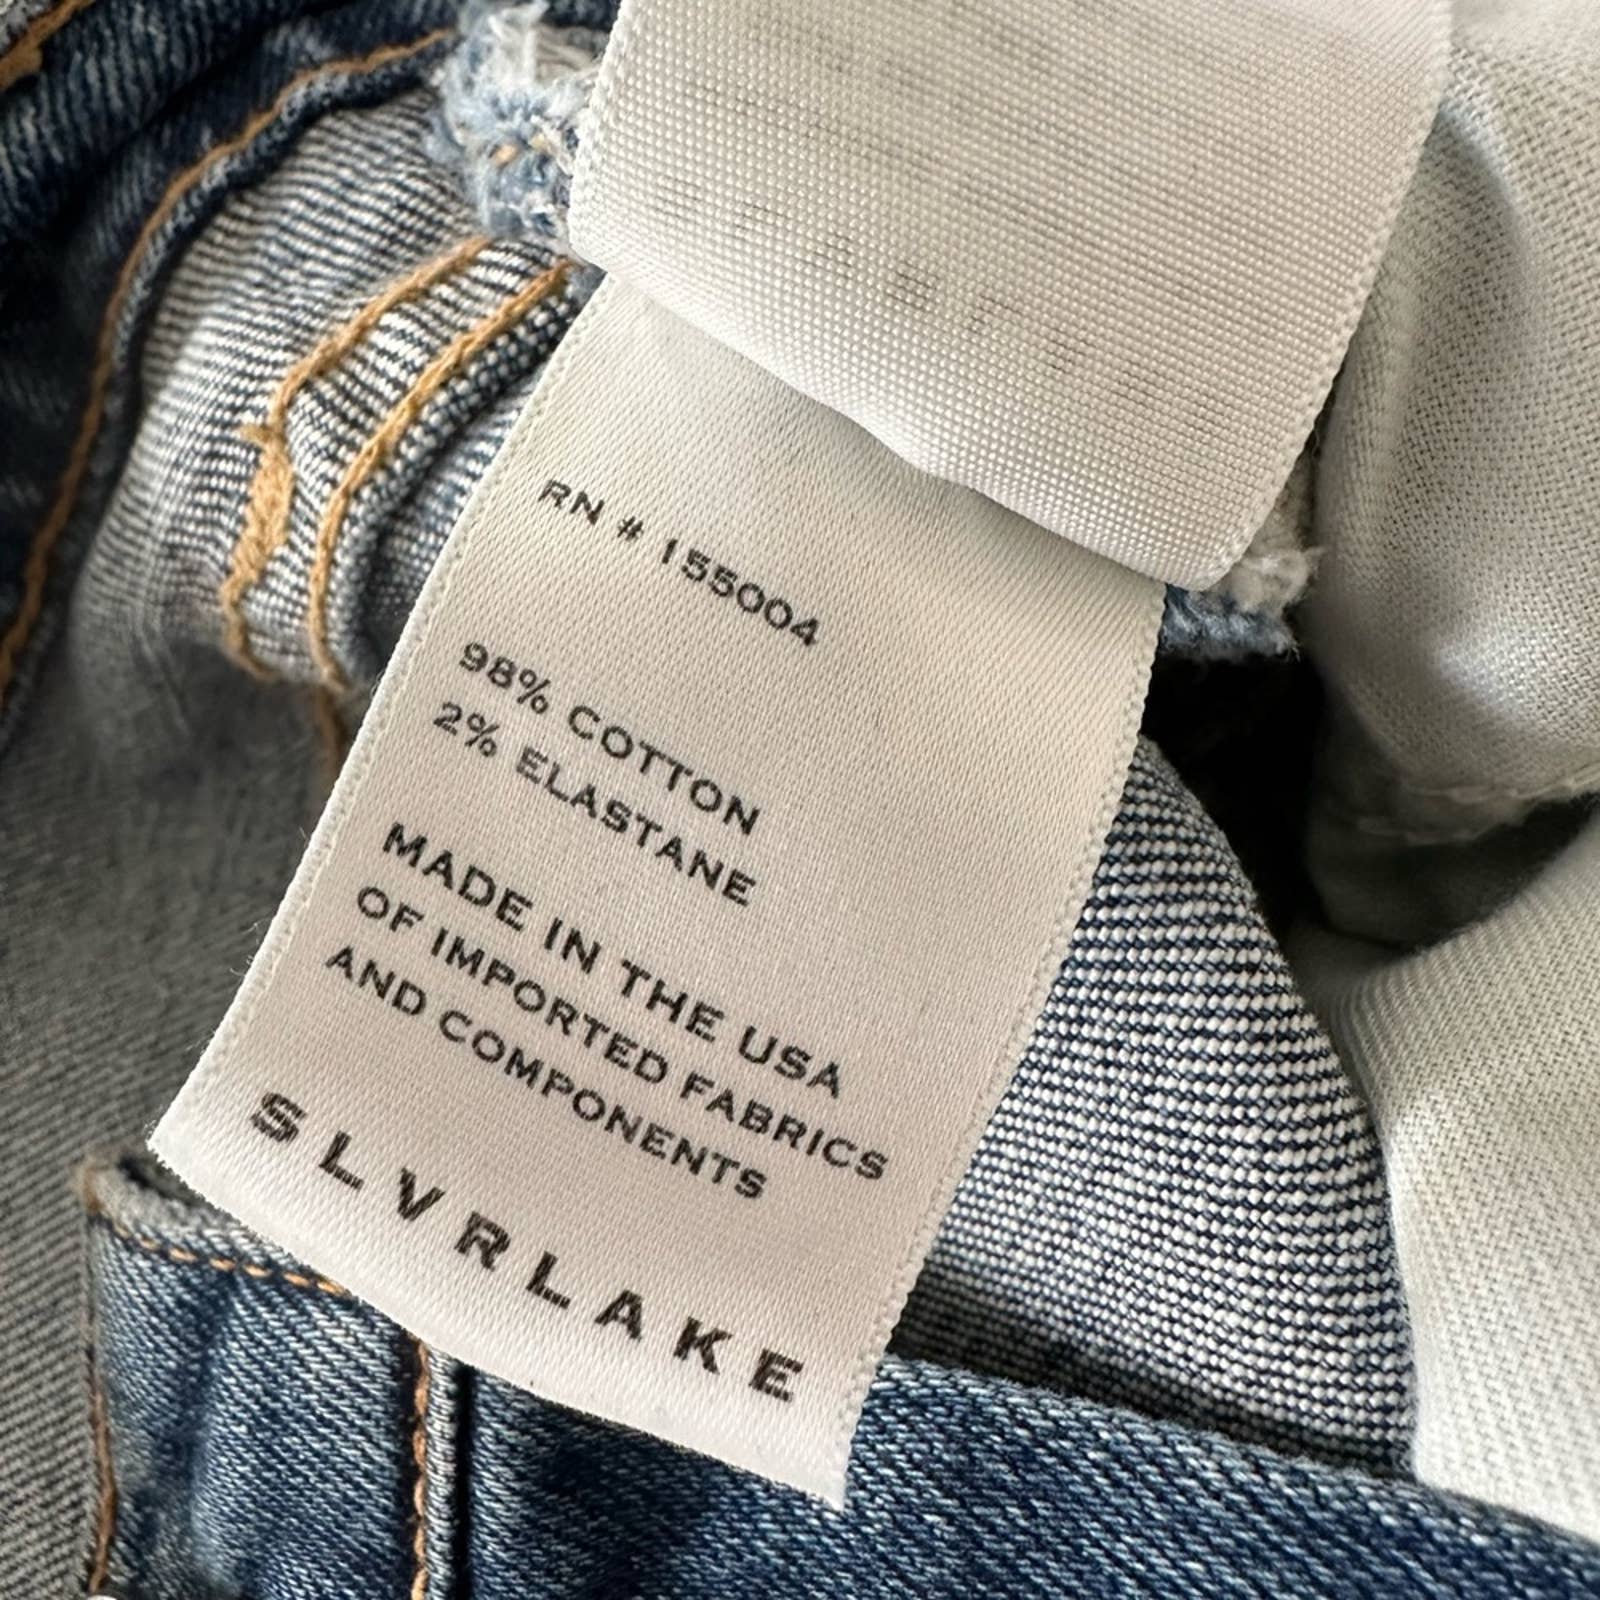 RN # 155004
98% COTTON
2% ELASTANE
MADE IN THE USA
OF IMPORTED FABRICS
AND COMPONENTS
SLVRLAKE